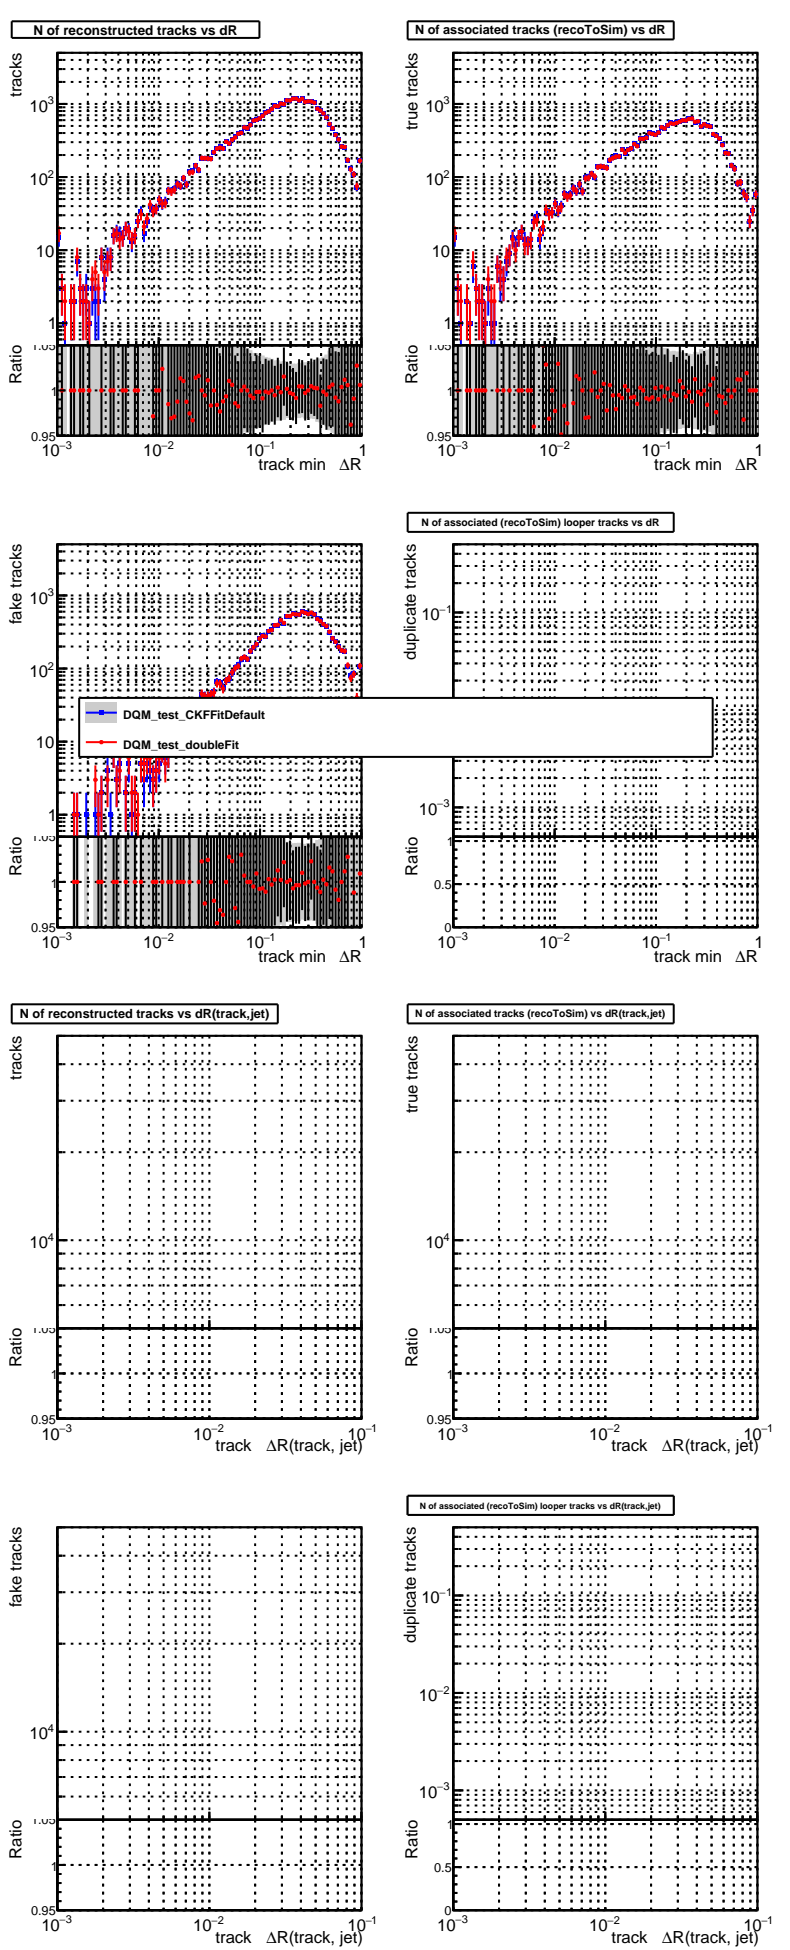 N of reconstructed tracks vs dR
tracks
10³
10²
10
1
Ratio
1.05
1
0.95
10⁻³
10⁻²
10⁻¹
1
track min ΔR
N of associated tracks (recoToSim) vs dR
true tracks
10³
10²
10
1
Ratio
1.05
1
0.95
10⁻³
10⁻²
10⁻¹
1
track min ΔR
fake tracks
10³
10²
10
1
Ratio
1.05
1
0.95
10⁻³
10⁻²
10⁻¹
1
track min ΔR
N of associated (recoToSim) looper tracks vs dR
duplicate tracks
10⁻¹
10⁻³
Ratio
1
0.5
0
10⁻³
10⁻²
10⁻¹
1
track min ΔR
DQM_test_CKFFitDefault
DQM_test_doubleFit
N of reconstructed tracks vs dR(track,jet)
tracks
10⁴
Ratio
1.05
1
0.95
10⁻³
10⁻²
10⁻¹
track ΔR(track, jet)
N of associated tracks (recoToSim) vs dR(track,jet)
true tracks
10⁴
Ratio
1.05
1
0.95
10⁻³
10⁻²
10⁻¹
track ΔR(track, jet)
fake tracks
10⁴
Ratio
1.05
1
0.95
10⁻³
10⁻²
10⁻¹
track ΔR(track, jet)
N of associated (recoToSim) looper tracks vs dR(track,jet)
duplicate tracks
10⁻¹
10⁻²
10⁻³
Ratio
1
0.5
0
10⁻³
10⁻²
10⁻¹
track ΔR(track, jet)